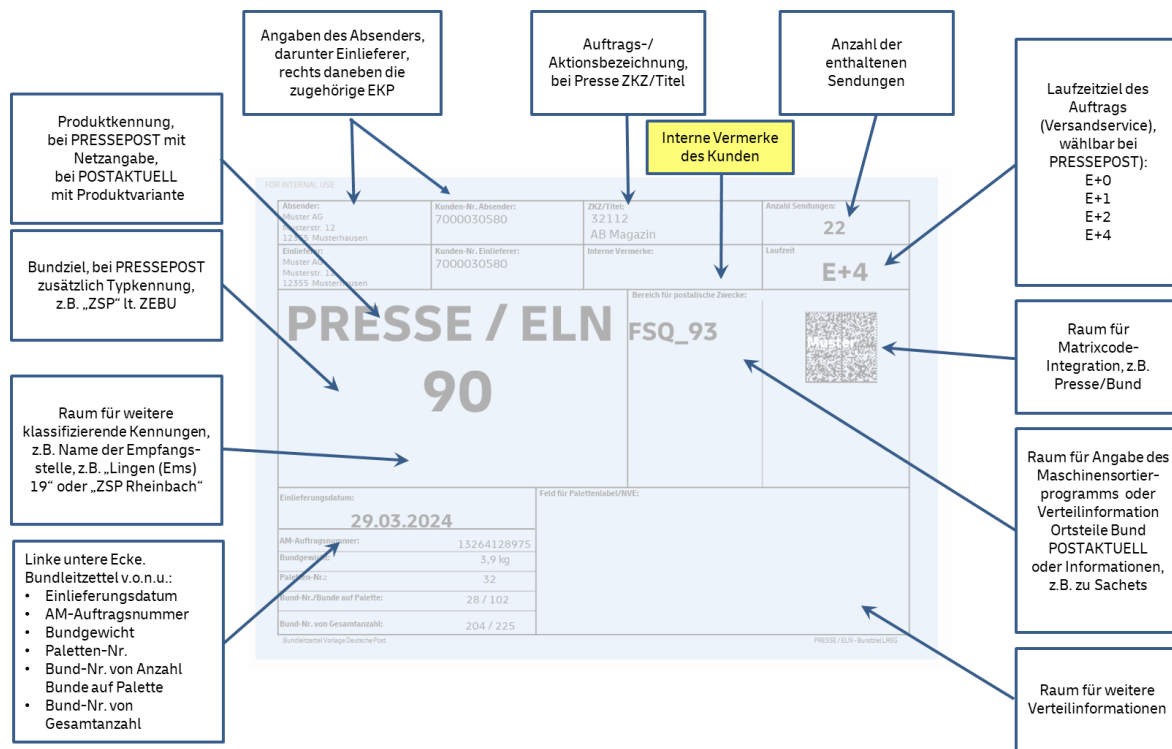 Angaben des Absenders,
darunter Einlieferer,
rechts daneben die
zugehörige EKP
Auftrags-/
Aktionsbezeichnung,
bei Presse ZKZ/Titel
Anzahl der
enthaltenen
Sendungen
Laufzeitziel des
Auftrags
(Versandservice),
wählbar bei
PRESSEPOST):
E+0
E+1
E+2
E+4
Produktkennung,
bei PRESSEPOST mit
Netzangabe,
bei POSTAKTUELL
mit Produktvariante
Interne Vermerke
des Kunden
FOR INTERNAL USE
Absender:
Muster AG
Musterstr. 12
12355 Musterhausen
Kunden-Nr. Absender:
7000030580
ZKZ/Titel:
32112
AB Magazin
Anzahl Sendungen:
22
Einlieferer:
Muster AG
Musterstr. 12
12355 Musterhausen
Kunden-Nr. Einlieferer:
7000030580
Interne Vermerke:
Laufzeit
E+4
Bundziel, bei PRESSEPOST
zusätzlich Typkennung,
z.B. „ZSP“ lt. ZEBU
PRESSE / ELN
90
Bereich für postalische Zwecke:
FSQ_93
Muster
Raum für
Matrixcode-
Integration, z.B.
Presse/Bund
Raum für weitere
klassifizierende Kennungen,
z.B. Name der Empfangs-
stelle, z.B. „Lingen (Ems)
19“ oder „ZSP Rheinbach“
Raum für Angabe des
Maschinensortier-
programms oder
Verteilinformation
Ortsteile Bund
POSTAKTUELL
oder Informationen,
z.B. zu Sachets
Einlieferungsdatum:
29.03.2024
AM-Auftragsnummer:
13264128975
Bundgewicht:
3,9 kg
Paletten-Nr.:
32
Bund-Nr./Bunde auf Palette:
28 / 102
Bund-Nr. von Gesamtanzahl:
204 / 225
Feld für Palettenlabel/NVE:
Bundleitzettel Vorlage Deutsche Post
PRESSE / ELN - Bundziel LREG
Linke untere Ecke.
Bundleitzettel v.o.n.u.:
• Einlieferungsdatum
• AM-Auftragsnummer
• Bundgewicht
• Paletten-Nr.
• Bund-Nr. von Anzahl
Bunde auf Palette
• Bund-Nr. von
Gesamtanzahl
Raum für weitere
Verteilinformationen